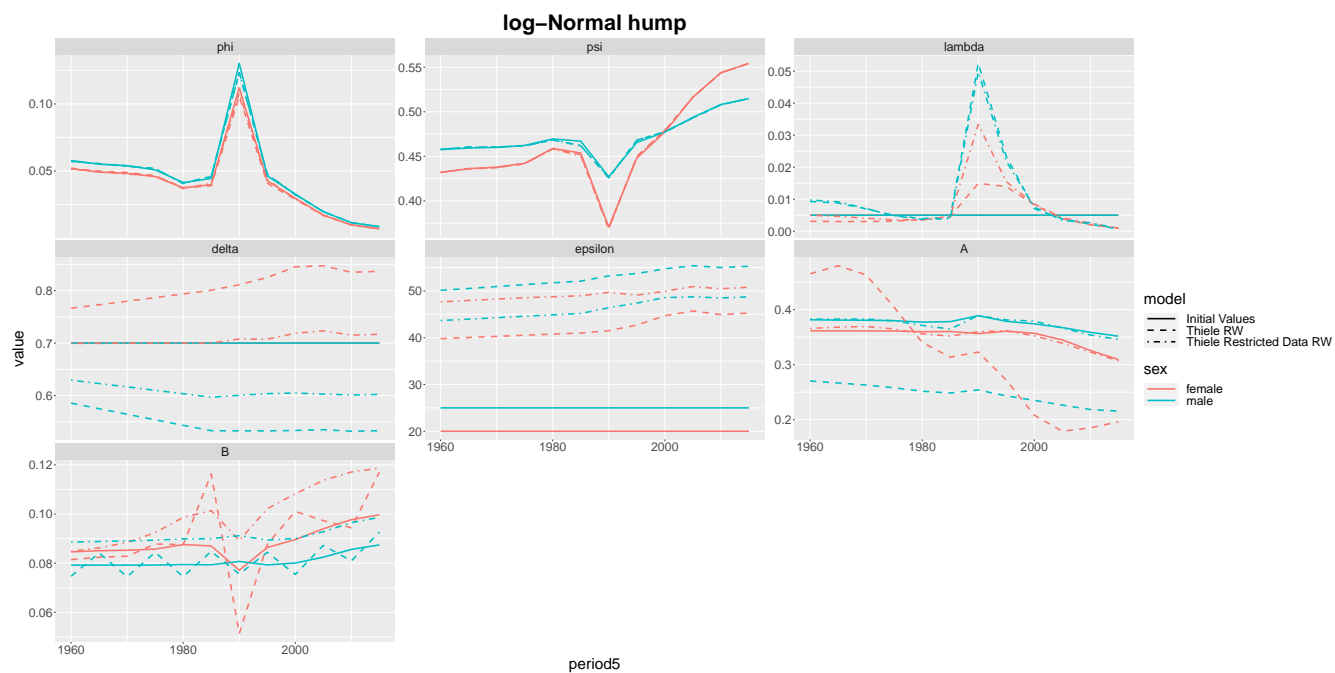 log–Normal hump
phi
psi
lambda
0.10
0.05
0.55
0.50
0.45
0.40
0.05
0.04
0.03
0.02
0.01
0.00
delta
epsilon
A
0.8
0.7
0.6
50
40
30
20
0.4
0.3
0.2
1960
1980
2000
1960
1980
2000
B
0.12
0.10
0.08
0.06
1960
1980
2000
value
period5
model
Initial Values
Thiele RW
Thiele Restricted Data RW
sex
female
male